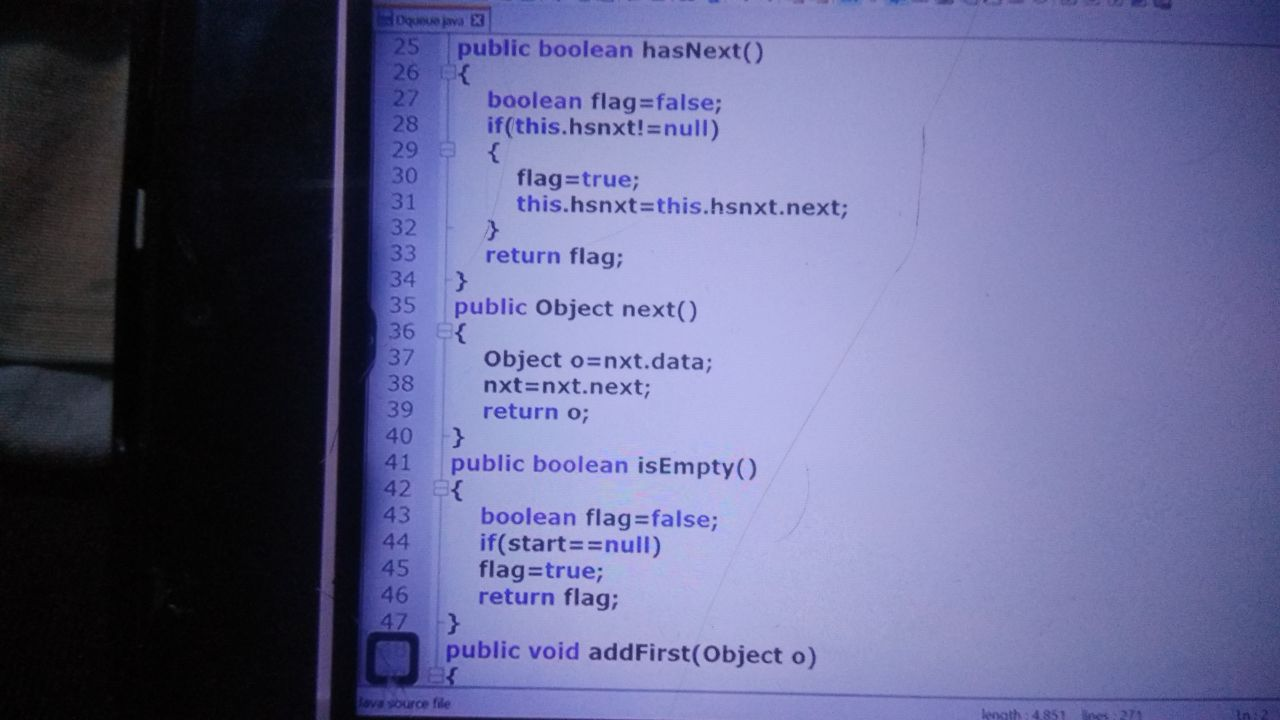 Dqueue.java
25 public boolean hasNext()
26 {
27 boolean flag=false;
28 if(this.hsnxt!=null)
29 {
30 flag=true;
31 this.hsnxt=this.hsnxt.next;
32 }
33 return flag;
34 }
35 public Object next()
36 {
37 Object o=nxt.data;
38 nxt=nxt.next;
39 return o;
40 }
41 public boolean isEmpty()
42 {
43 boolean flag=false;
44 if(start==null)
45 flag=true;
46 return flag;
47 }
public void addFirst(Object o)
{
Java source file length : 4,851 lines : 271 Ln : 2